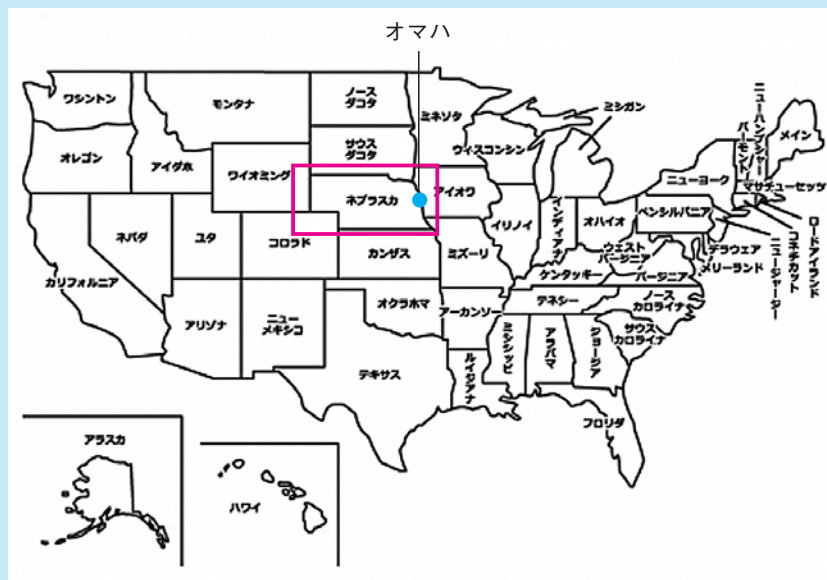 オマハ
ワシントン
モンタナ
ノース
ダコタ
ミネソタ
ミシガン
ニューハンプシャー
バーモント
メイン
オレゴン
アイダホ
サウス
ダコタ
ウィスコンシン
ワイオミング
ニューヨーク
マサチューセッツ
ネブラスカ
アイオワ
ロードアイランド
コネチカット
ニュージャージー
ネバダ
ユタ
コロラド
イリノイ
インディアナ
オハイオ
ペンシルバニア
カンザス
ミズーリ
ウェスト
バージニア
デラウェア
メリーランド
カリフォルニア
ケンタッキー
バージニア
アリゾナ
ニュー
メキシコ
オクラホマ
アーカンソー
テネシー
ノース
カロライナ
サウス
カロライナ
テキサス
ルイジアナ
ミシシッピ
アラバマ
ジョージア
フロリダ
アラスカ
ハワイ